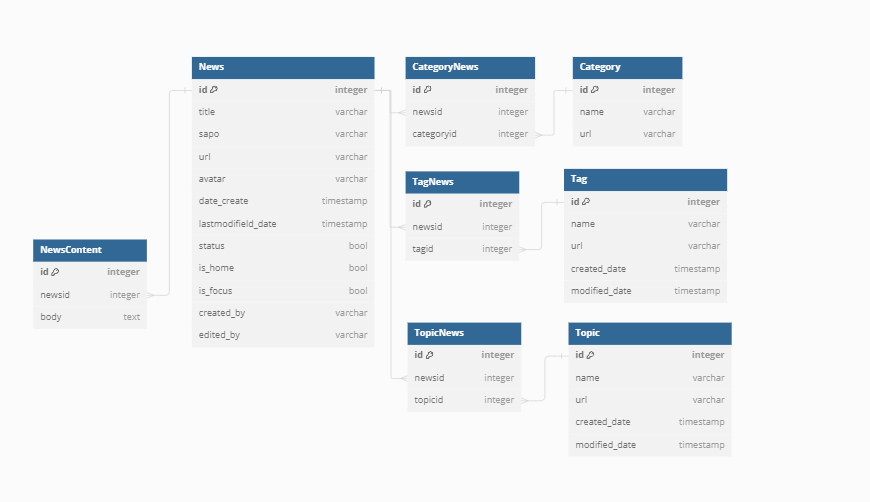 News
id integer
title varchar
sapo varchar
url varchar
avatar varchar
date_create timestamp
lastmodifield_date timestamp
status bool
is_home bool
is_focus bool
created_by varchar
edited_by varchar
CategoryNews
id integer
newsid integer
categoryid integer
Category
id integer
name varchar
url varchar
TagNews
id integer
newsid integer
tagid integer
Tag
id integer
name varchar
url varchar
created_date timestamp
modified_date timestamp
NewsContent
id integer
newsid integer
body text
TopicNews
id integer
newsid integer
topicid integer
Topic
id integer
name varchar
url varchar
created_date timestamp
modified_date timestamp